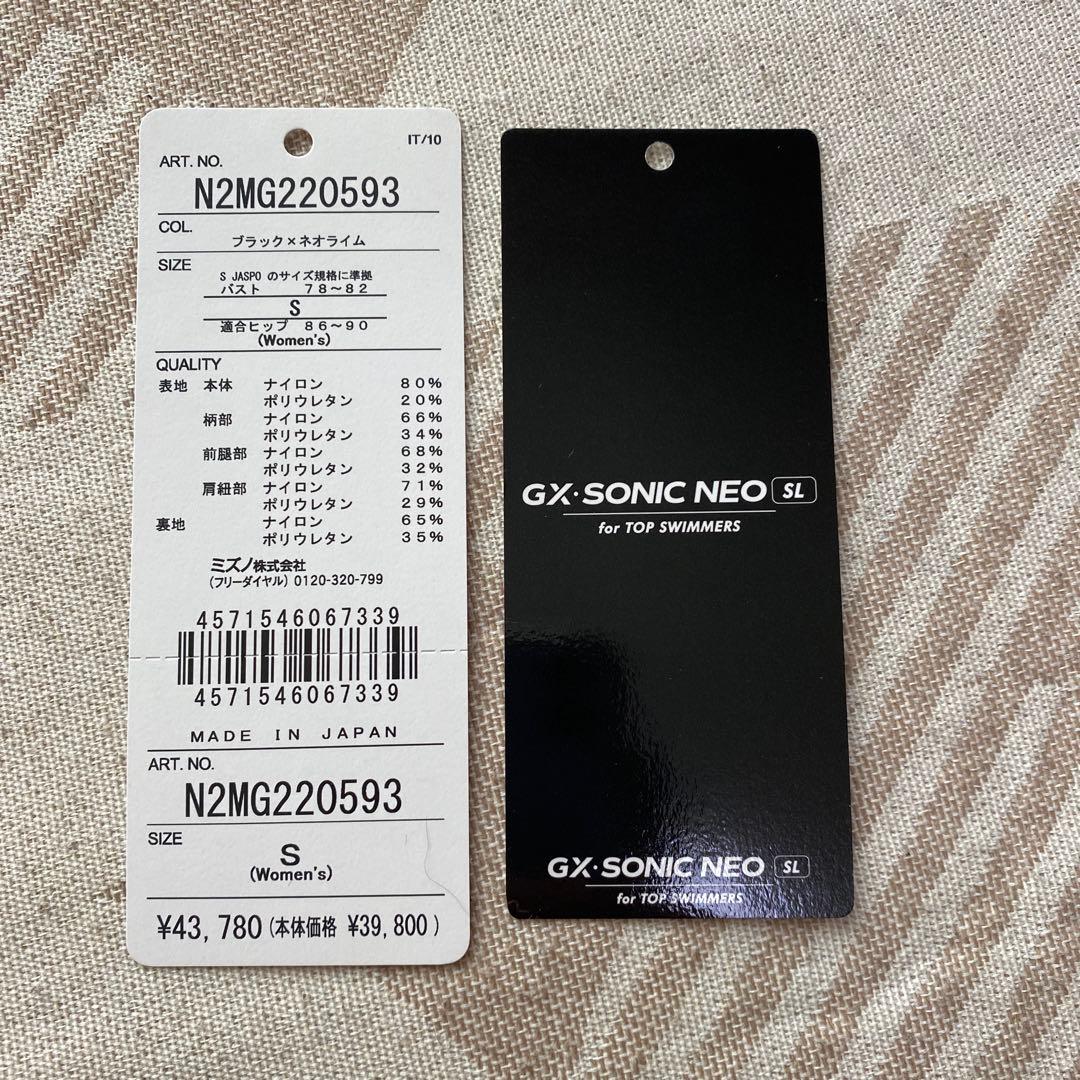 IT/10
ART. NO.
N2MG220593
COL.
ブラック×ネオライム
SIZE
S JASPO のサイズ規格に準拠
バスト 78～82
S
適合ヒップ 86～90
(Women's)
QUALITY
表地 本体 ナイロン 80%
ポリウレタン 20%
柄部 ナイロン 66%
ポリウレタン 34%
前腿部 ナイロン 68%
ポリウレタン 32%
肩紐部 ナイロン 71%
ポリウレタン 29%
裏地 ナイロン 65%
ポリウレタン 35%
ミズノ株式会社
(フリーダイヤル) 0120-320-799
4571546067339
4571546067339
MADE IN JAPAN
ART. NO.
N2MG220593
SIZE
S
(Women's)
¥43,780(本体価格 ¥39,800)
GX·SONIC NEO SL
for TOP SWIMMERS
GX·SONIC NEO SL
for TOP SWIMMERS